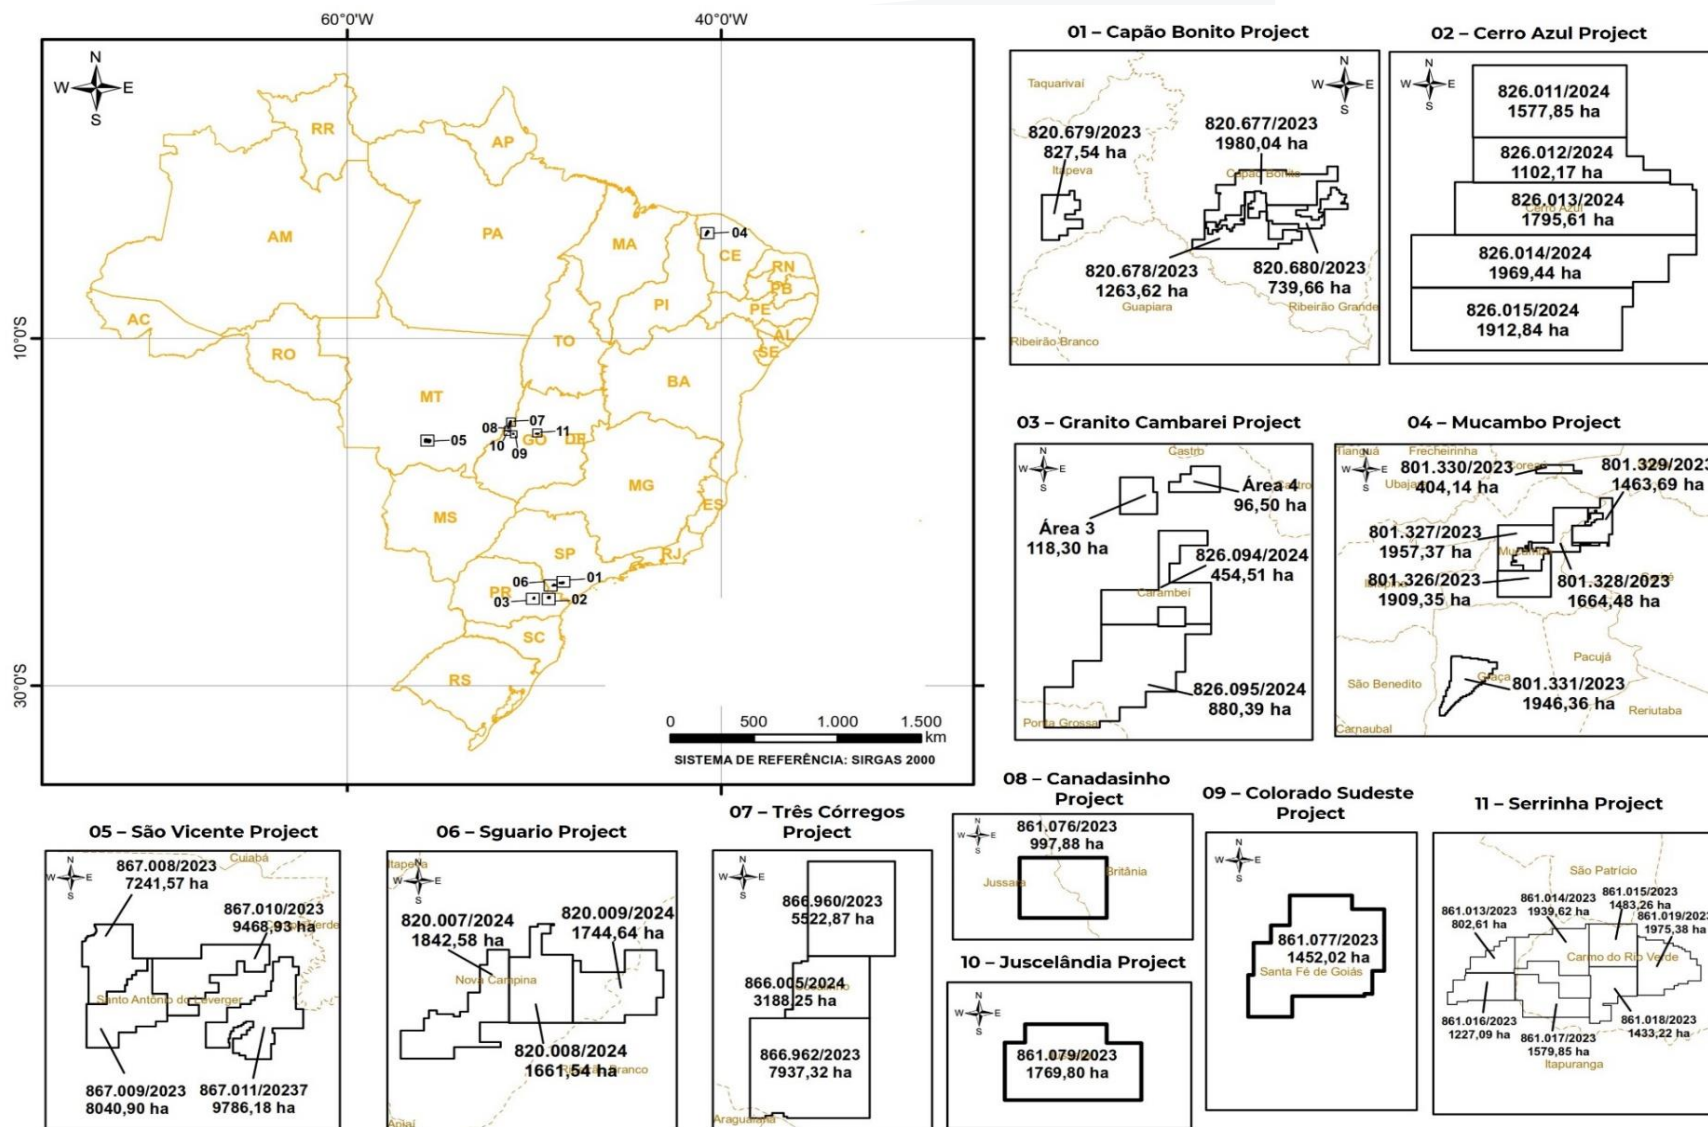 60°0'W
40°0'W
10°0'S
30°0'S
N
W
E
S
RR
AP
AM
PA
MA
CE
RN
PB
PE
AL
SE
PI
AC
RO
TO
BA
MT
GO
DF
MG
ES
MS
SP
RJ
PR
SC
RS
04
07
08
05
11
10
09
06
01
03
02
0
500
1.000
1.500
km
SISTEMA DE REFERÊNCIA: SIRGAS 2000
01 – Capão Bonito Project
N
W
E
S
Taquarivaí
820.679/2023
827,54 ha
Itapeva
820.677/2023
1980,04 ha
Capão Bonito
820.678/2023
1263,62 ha
Guapiara
820.680/2023
739,66 ha
Ribeirão Grande
Ribeirão Branco
02 – Cerro Azul Project
N
W
E
S
826.011/2024
1577,85 ha
826.012/2024
1102,17 ha
826.013/2024
Cerro Azul
1795,61 ha
826.014/2024
1969,44 ha
826.015/2024
1912,84 ha
03 – Granito Cambarei Project
N
W
E
S
Castro
Castro
Área 4
96,50 ha
Área 3
118,30 ha
826.094/2024
454,51 ha
Carambeí
826.095/2024
880,39 ha
Ponta Grossa
04 – Mucambo Project
N
W
E
S
Tianguá
Frecheirinha
Ubajara
Coreaú
801.330/2023
404,14 ha
801.329/2023
1463,69 ha
801.327/2023
1957,37 ha
Mucambo
801.326/2023
1909,35 ha
801.328/2023
1664,48 ha
Pacujá
São Benedito
Graça
801.331/2023
1946,36 ha
Reriutaba
Carnaubal
05 – São Vicente Project
N
W
E
S
Cuiabá
867.008/2023
7241,57 ha
867.010/2023
9468,93 ha
Santo Antônio do Leverger
867.009/2023
8040,90 ha
867.011/20237
9786,18 ha
06 – Sguario Project
N
W
E
S
Itapeva
820.007/2024
1842,58 ha
820.009/2024
1744,64 ha
Nova Campina
820.008/2024
1661,54 ha
Ribeirão Branco
Apiaí
07 – Três Córregos
Project
N
W
E
S
866.960/2023
5522,87 ha
866.005/2024
3188,25 ha
866.962/2023
7937,32 ha
Araguaiana
08 – Canadasinho
Project
N
W
E
S
861.076/2023
997,88 ha
Jussara
Britânia
10 – Juscelândia Project
N
W
E
S
861.079/2023
1769,80 ha
09 – Colorado Sudeste
Project
N
W
E
S
861.077/2023
1452,02 ha
Santa Fé de Goiás
11 – Serrinha Project
N
W
E
S
São Patrício
861.014/2023
1939,62 ha
861.015/2023
1483,26 ha
861.013/2023
802,61 ha
861.019/2023
1975,38 ha
Carmo do Rio Verde
861.016/2023
1227,09 ha
861.017/2023
1579,85 ha
861.018/2023
1433,22 ha
Itapuranga